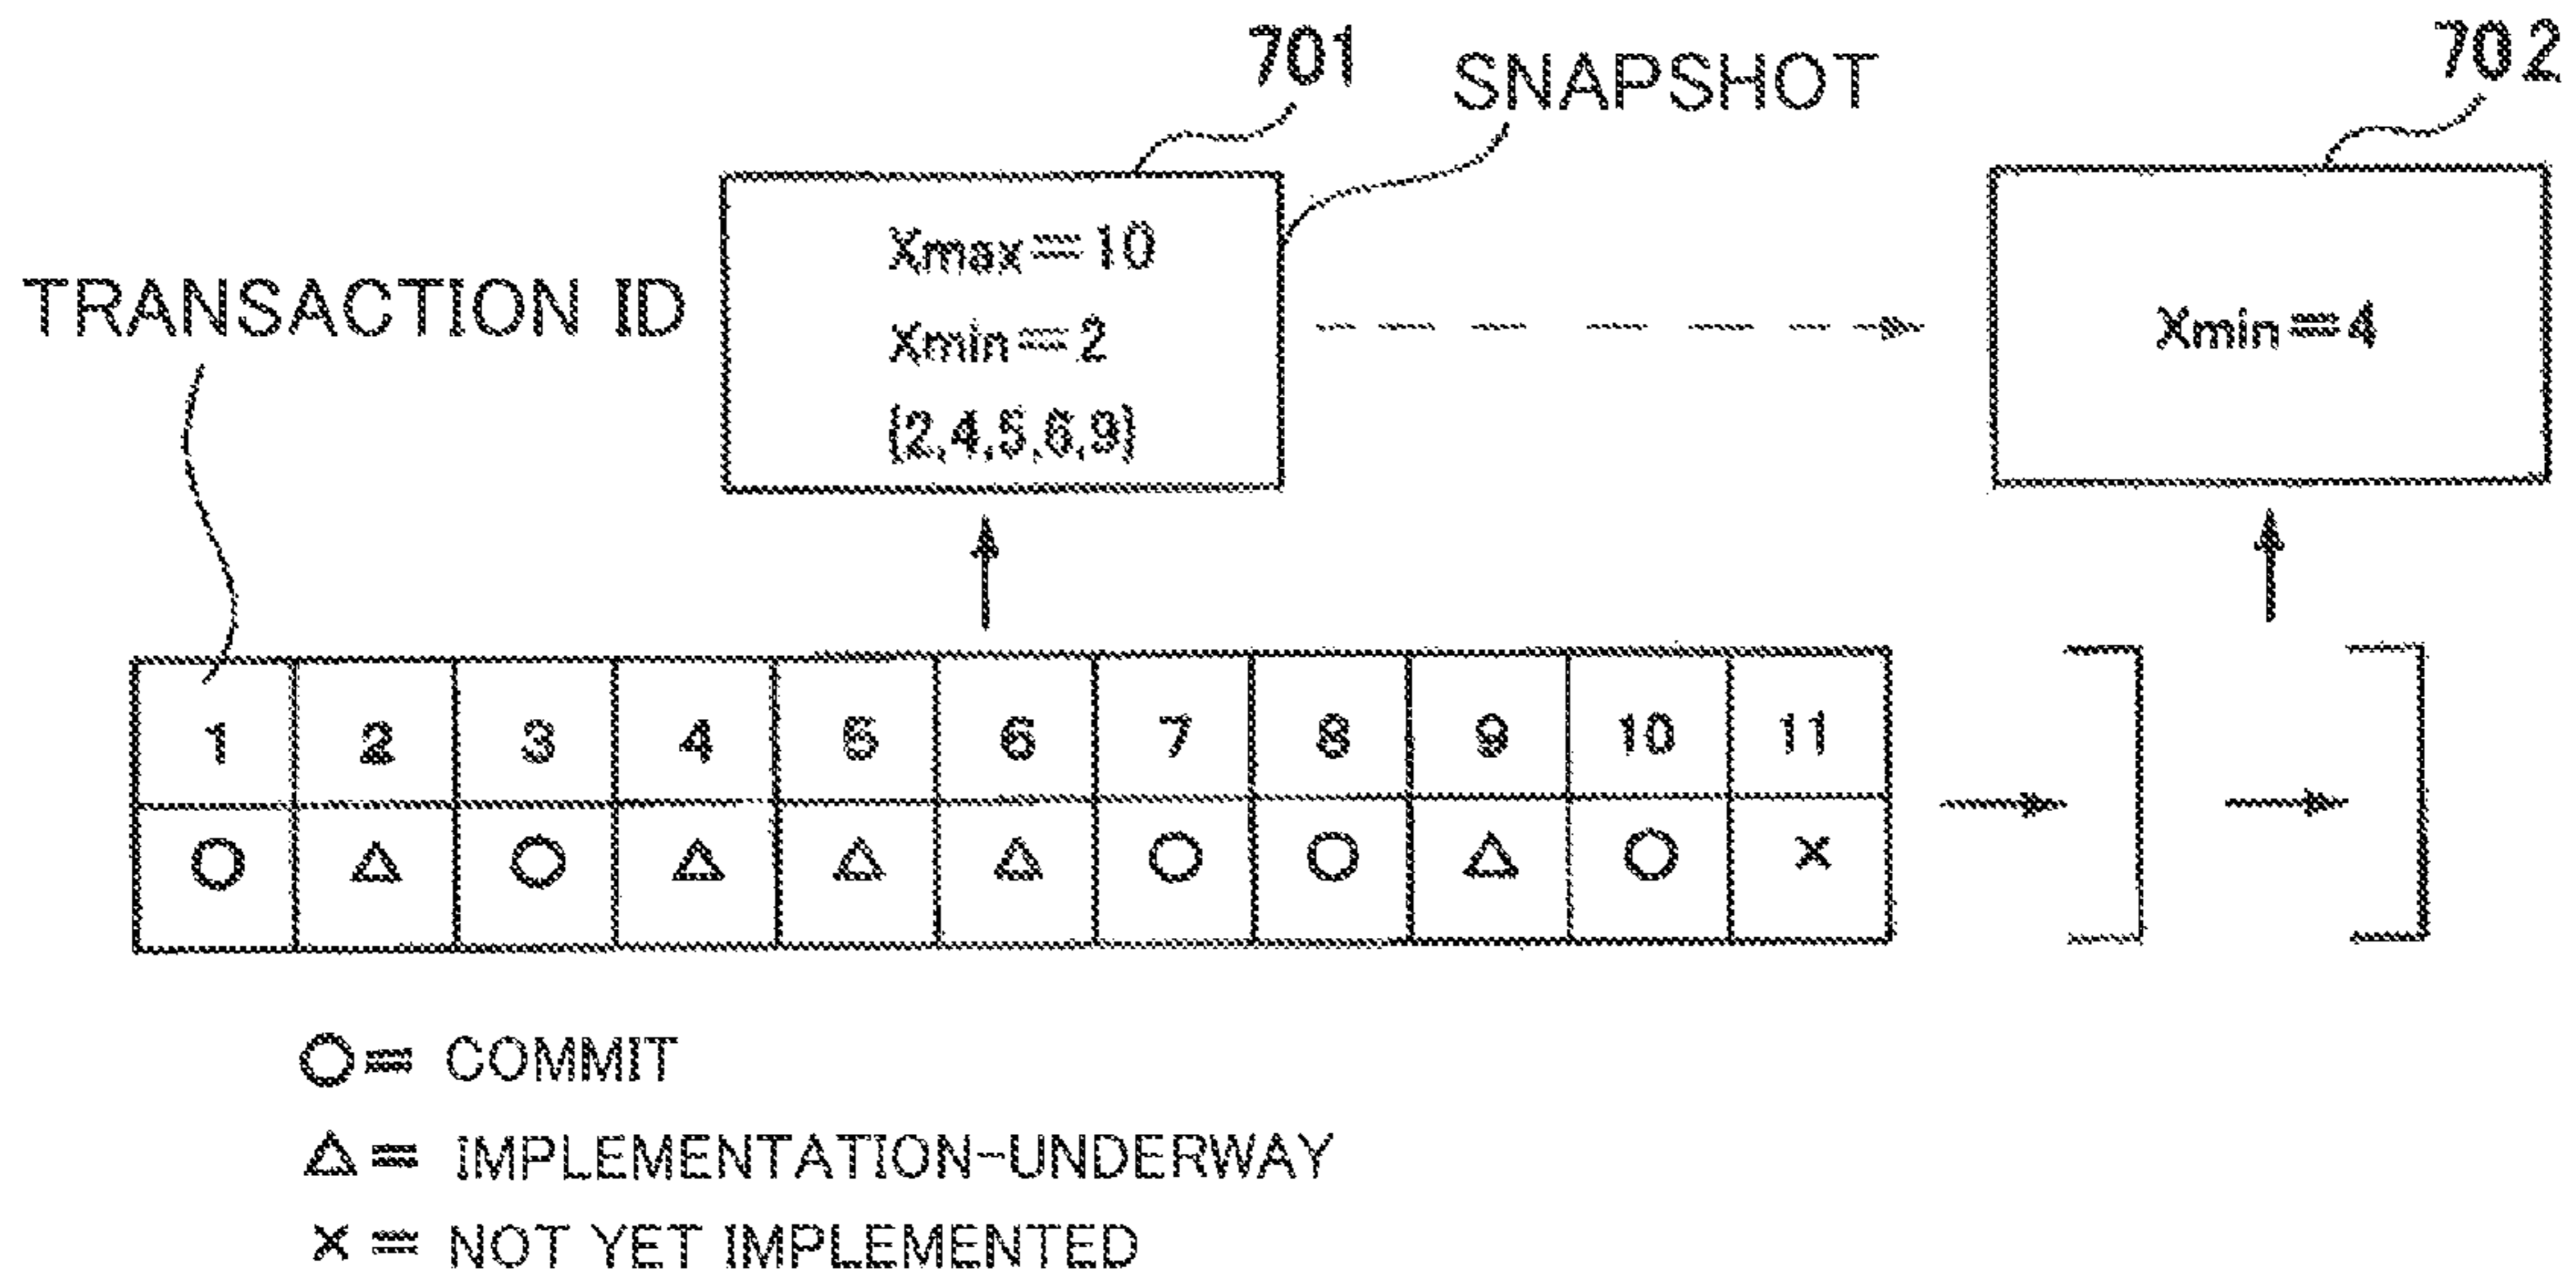 701
SNAPSHOT
702
TRANSACTION ID
Xmax=10
Xmin=2
[2,4,5,6,9]
Xmin=4
1 2 3 4 5 6 7 8 9 10 11
○ △ ○ △ △ △ ○ ○ △ ○ ×
○= COMMIT
△= IMPLEMENTATION-UNDERWAY
×= NOT YET IMPLEMENTED